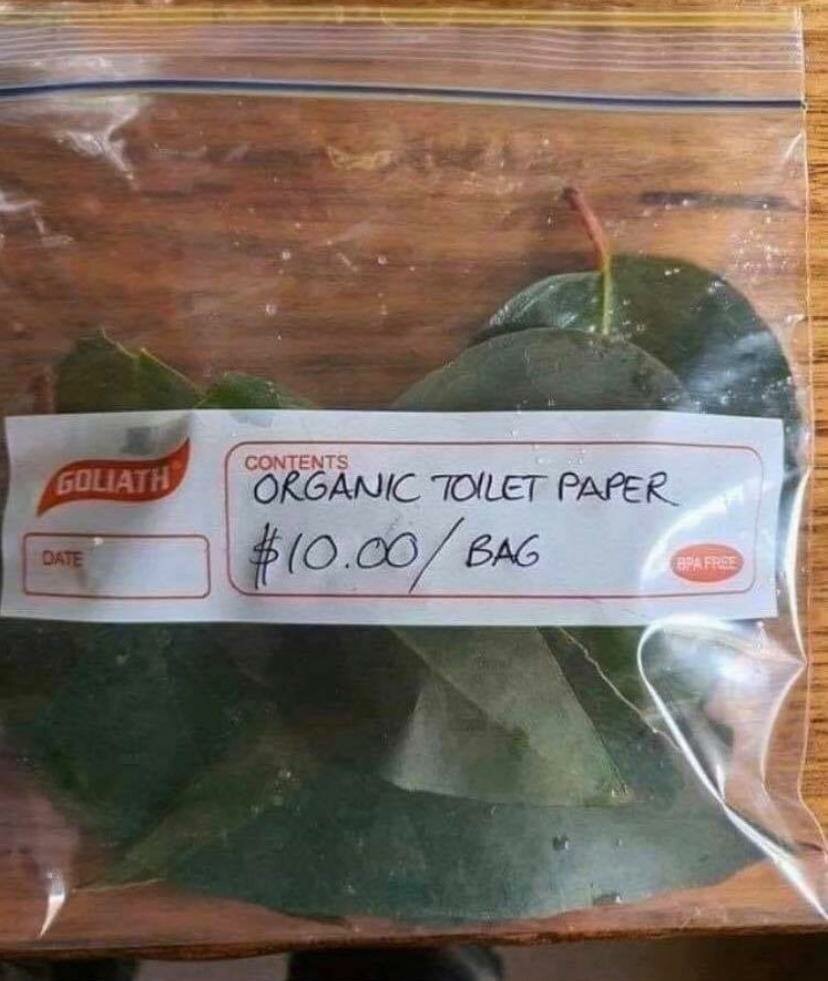 GOLIATH
DATE
CONTENTS
ORGANIC TOILET PAPER
$10.00/BAG
BPA FREE